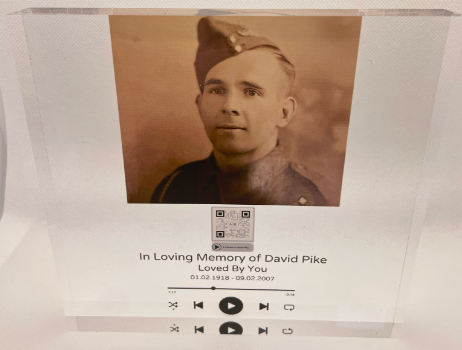 In Loving Memory of David Pike
Loved By You
01.02.1918 - 09.02.2007